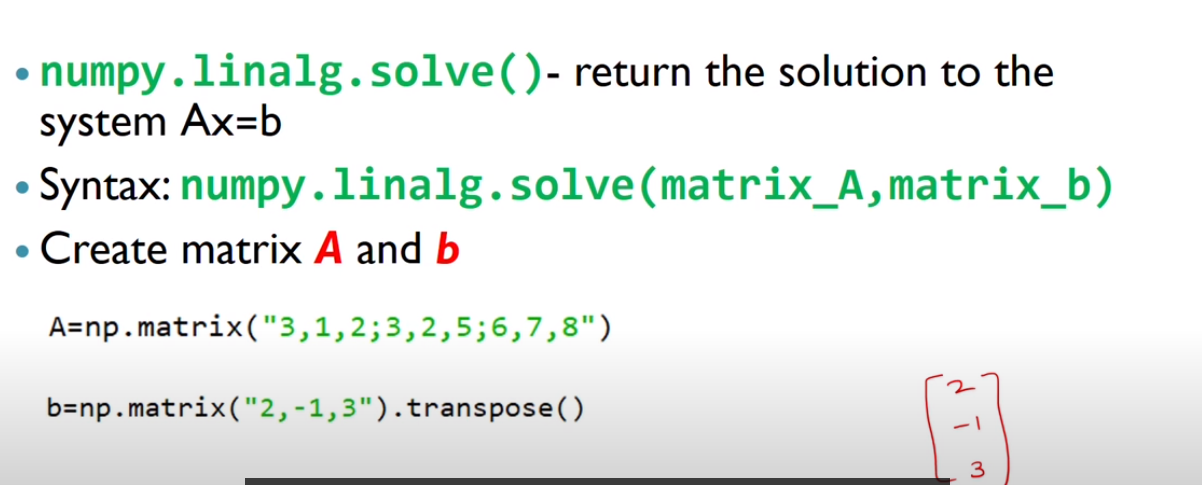 • numpy.linalg.solve()- return the solution to the
system Ax=b
• Syntax: numpy.linalg.solve(matrix_A,matrix_b)
• Create matrix A and b
A=np.matrix("3,1,2;3,2,5;6,7,8")
b=np.matrix("2,-1,3").transpose()
2
-1
3